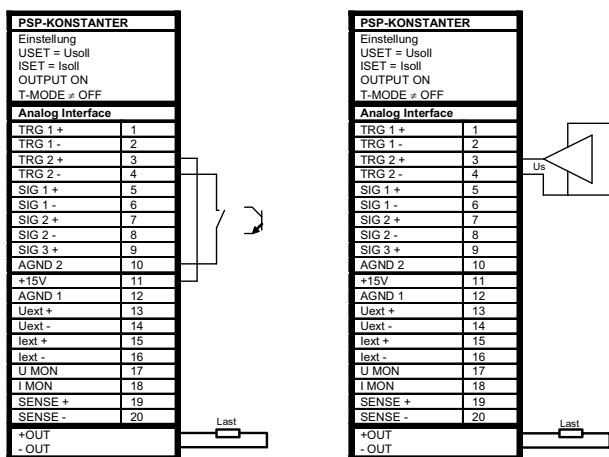 PSP-KONSTANTER
Einstellung
USET = Usoll
ISET = Isoll
OUTPUT ON
T-MODE ≠ OFF
Analog Interface
TRG 1 + 1
TRG 1 - 2
TRG 2 + 3
TRG 2 - 4
SIG 1 + 5
SIG 1 - 6
SIG 2 + 7
SIG 2 - 8
SIG 3 + 9
AGND 2 10
+15V 11
AGND 1 12
Uext + 13
Uext - 14
Iext + 15
Iext - 16
U MON 17
I MON 18
SENSE + 19
SENSE - 20
+OUT
- OUT
Last
PSP-KONSTANTER
Einstellung
USET = Usoll
ISET = Isoll
OUTPUT ON
T-MODE ≠ OFF
Analog Interface
TRG 1 + 1
TRG 1 - 2
TRG 2 + 3
TRG 2 - 4
SIG 1 + 5
SIG 1 - 6
SIG 2 + 7
SIG 2 - 8
SIG 3 + 9
AGND 2 10
+15V 11
AGND 1 12
Uext + 13
Uext - 14
Iext + 15
Iext - 16
U MON 17
I MON 18
SENSE + 19
SENSE - 20
+OUT
- OUT
Us
Last